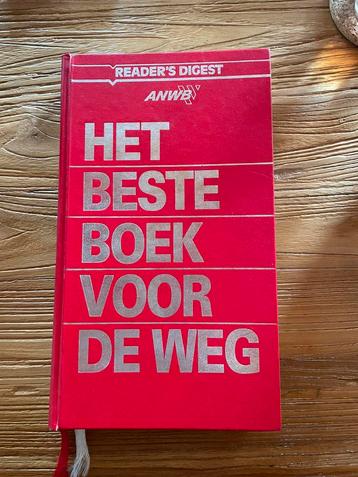 READER'S DIGEST
ANWB
HET
BESTE
BOEK
VOOR
DE WEG